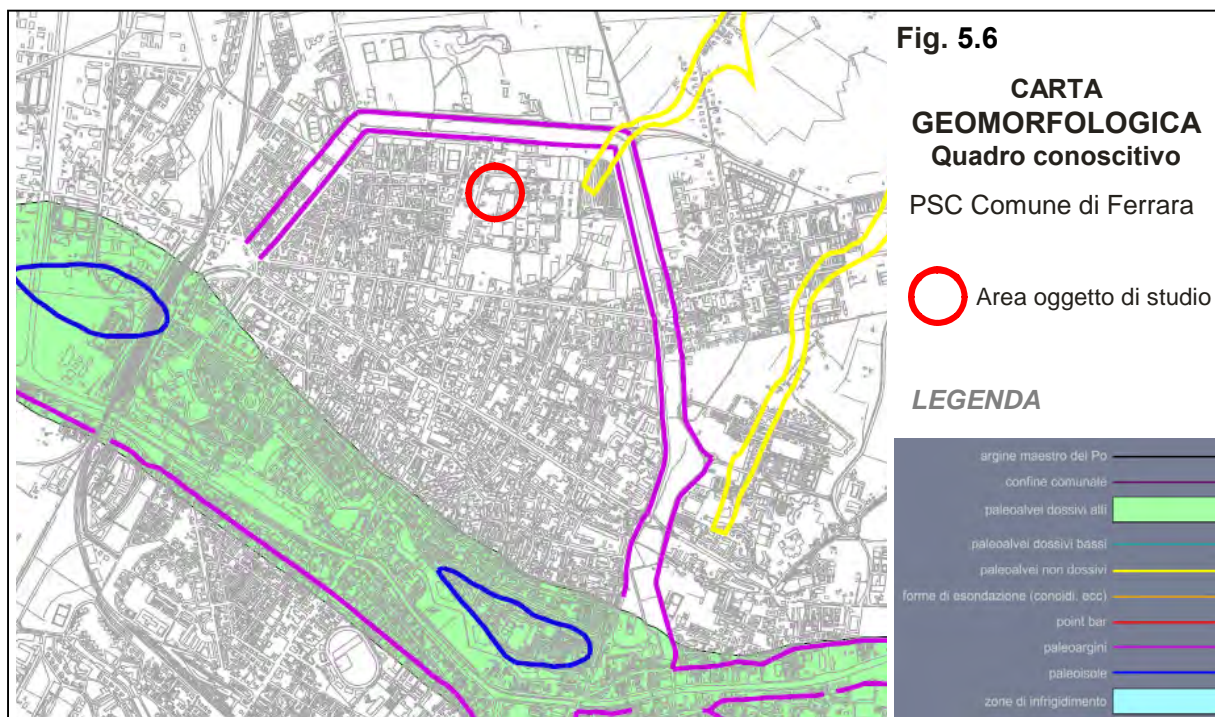 Fig. 5.6
CARTA
GEOMORFOLOGICA
Quadro conoscitivo
PSC Comune di Ferrara
Area oggetto di studio
LEGENDA
argine maestro del Po
confine comunale
paleoalvei dossivi alti
paleoalvei dossivi bassi
paleoalvei non dossivi
forme di esondazione (conoidi, ecc)
point bar
paleoargini
paleoisole
zone di infrigidimento